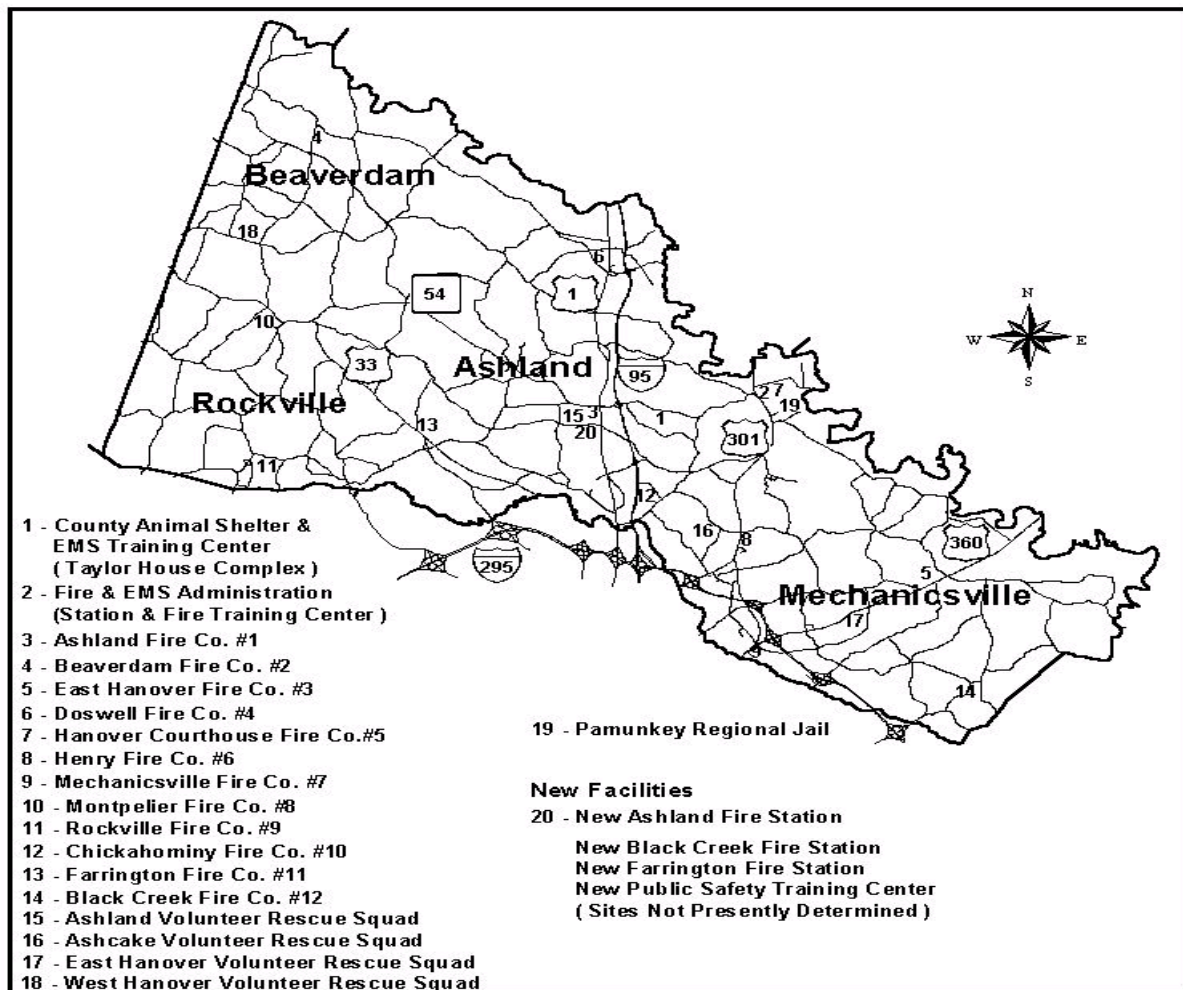 4
Beaverdam
18
6
54
1
N
10
W
E
33
Ashland
95
S
Rockville
27
19
15
3
1
13
20
301
11
12
16
8
360
295
5
Mechanicsville
17
9
14
1 - County Animal Shelter &
EMS Training Center
( Taylor House Complex )
2 - Fire & EMS Administration
(Station & Fire Training Center )
3 - Ashland Fire Co. #1
4 - Beaverdam Fire Co. #2
5 - East Hanover Fire Co. #3
6 - Doswell Fire Co. #4
7 - Hanover Courthouse Fire Co.#5
8 - Henry Fire Co. #6
9 - Mechanicsville Fire Co. #7
10 - Montpelier Fire Co. #8
11 - Rockville Fire Co. #9
12 - Chickahominy Fire Co. #10
13 - Farrington Fire Co. #11
14 - Black Creek Fire Co. #12
15 - Ashland Volunteer Rescue Squad
16 - Ashcake Volunteer Rescue Squad
17 - East Hanover Volunteer Rescue Squad
18 - West Hanover Volunteer Rescue Squad
19 - Pamunkey Regional Jail
New Facilities
20 - New Ashland Fire Station
New Black Creek Fire Station
New Farrington Fire Station
New Public Safety Training Center
( Sites Not Presently Determined )